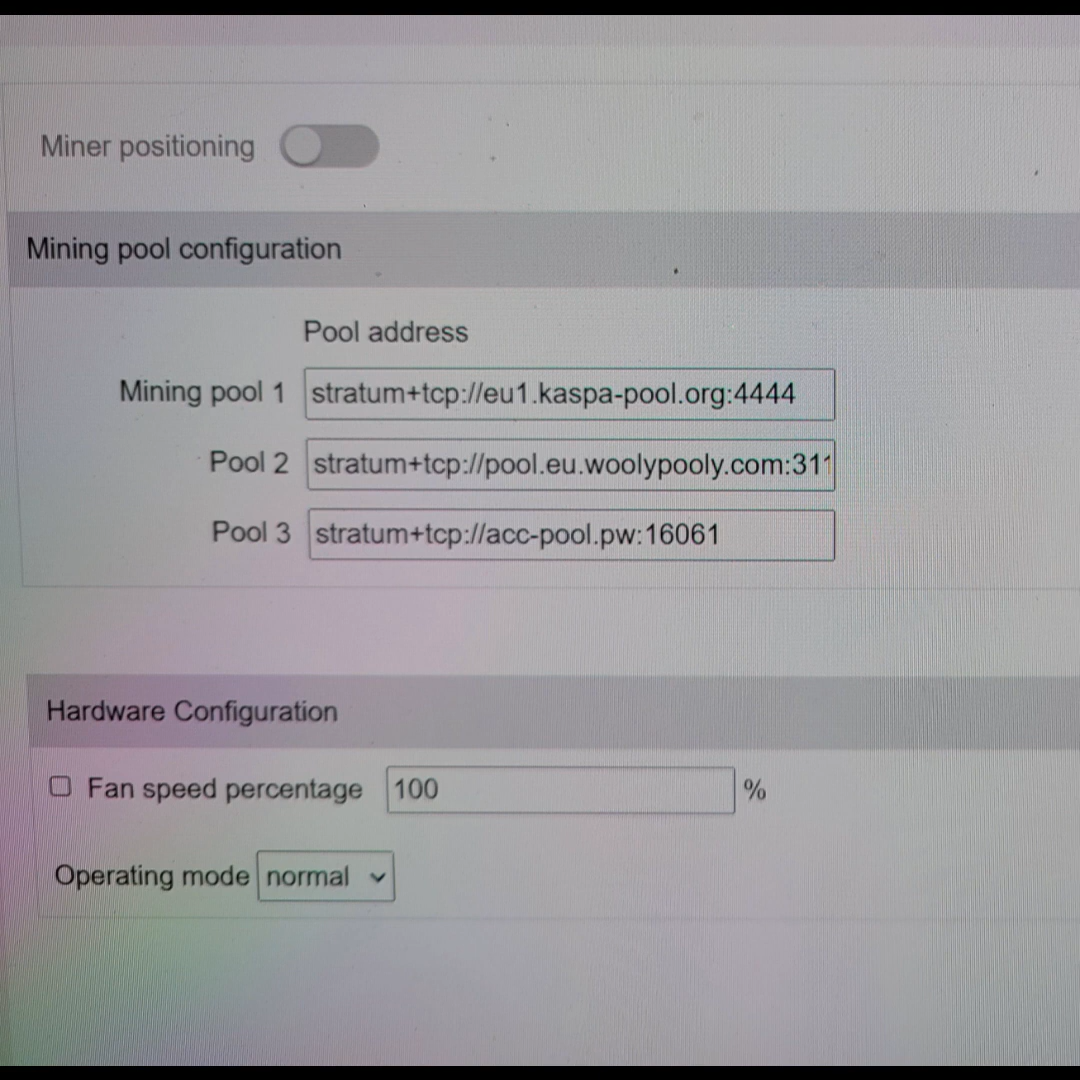 Miner positioning
Mining pool configuration
Pool address
Mining pool 1 stratum+tcp://eu1.kaspa-pool.org:4444
Pool 2 stratum+tcp://pool.eu.woolypooly.com:311
Pool 3 stratum+tcp://acc-pool.pw:16061
Hardware Configuration
Fan speed percentage 100 %
Operating mode normal